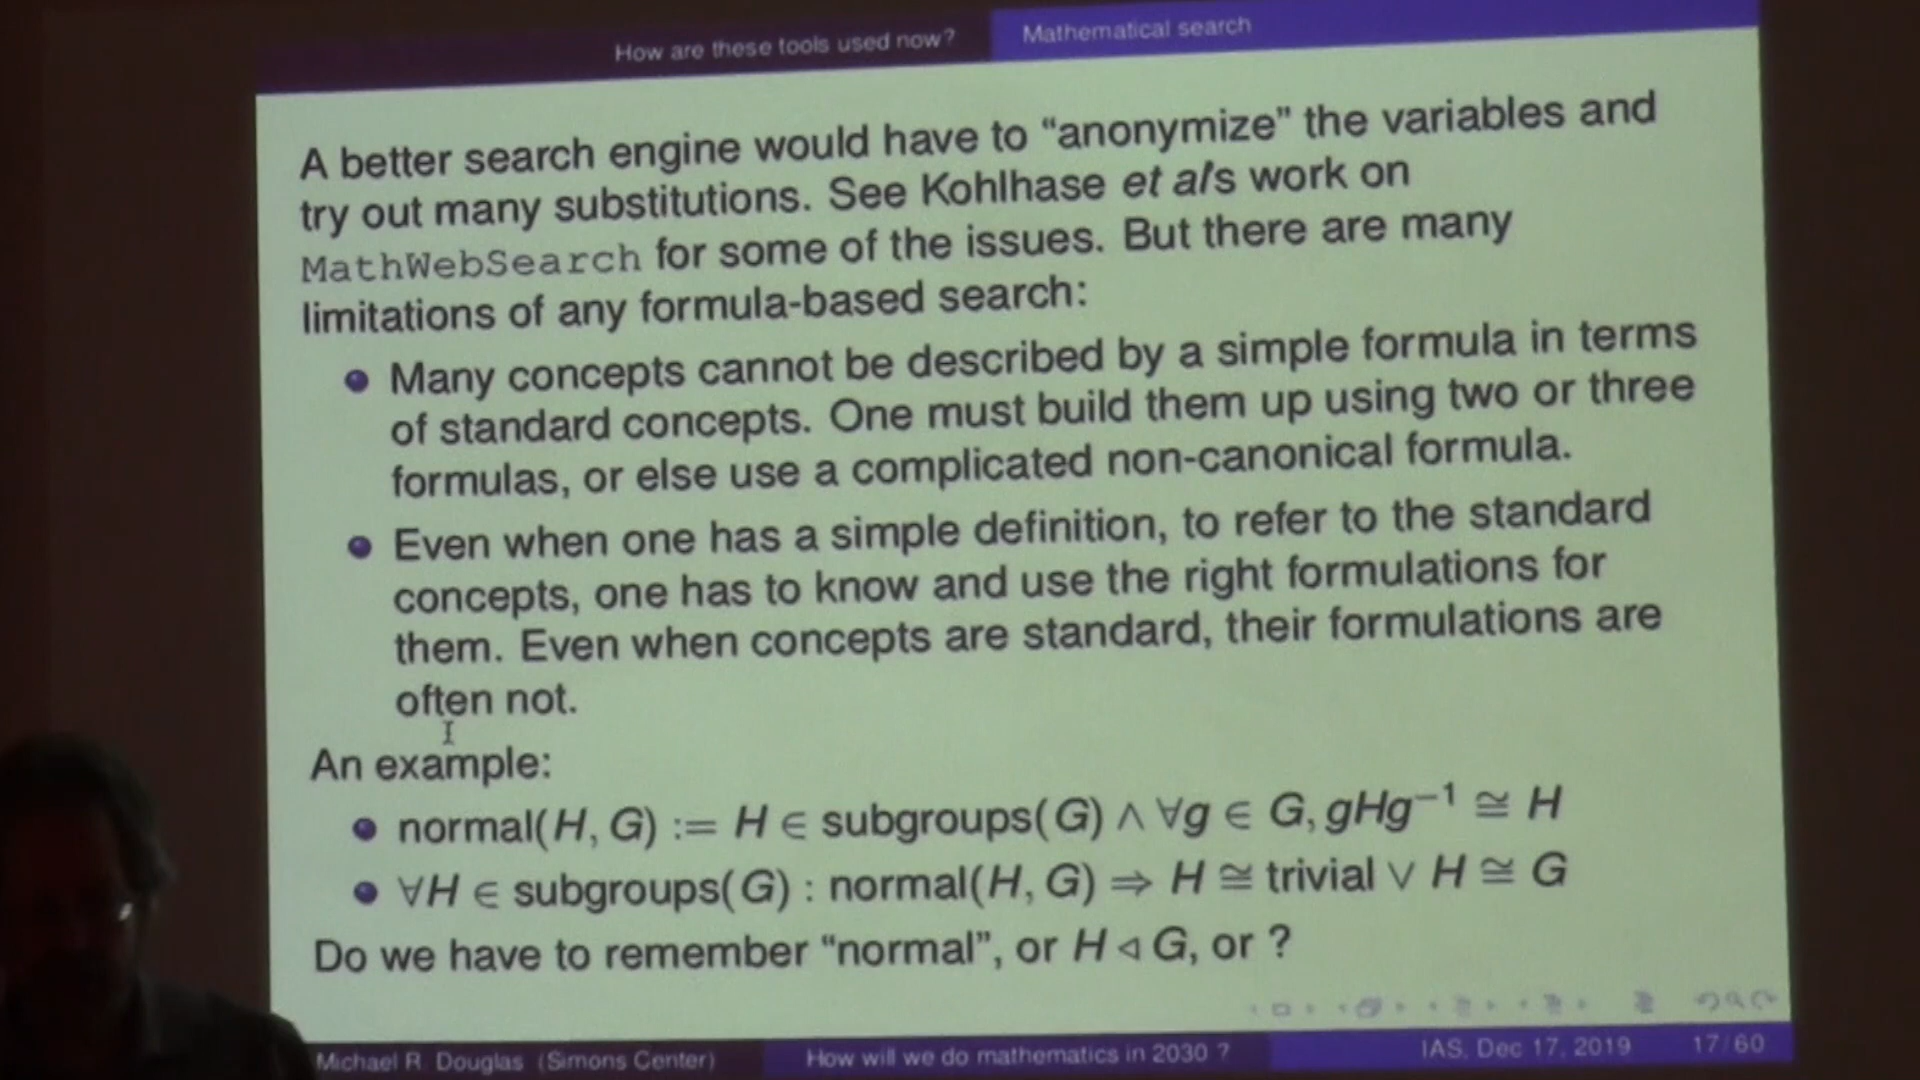 How are these tools used now? Mathematical search
A better search engine would have to “anonymize” the variables and
try out many substitutions. See Kohlhase et als work on
MathWebSearch for some of the issues. But there are many
limitations of any formula-based search:
Many concepts cannot be described by a simple formula in terms
of standard concepts. One must build them up using two or three
formulas, or else use a complicated non-canonical formula.
Even when one has a simple definition, to refer to the standard
concepts, one has to know and use the right formulations for
them. Even when concepts are standard, their formulations are
often not.
An example:
normal(H, G) := H ∈ subgroups(G) ∧ ∀g ∈ G, gHg⁻¹ ≅ H
∀H ∈ subgroups(G) : normal(H, G) ⇒ H ≅ trivial ∨ H ≅ G
Do we have to remember “normal”, or H ◁ G, or ?
Michael R. Douglas (Simons Center) How will we do mathematics in 2030 ? IAS, Dec 17, 2019 17/60